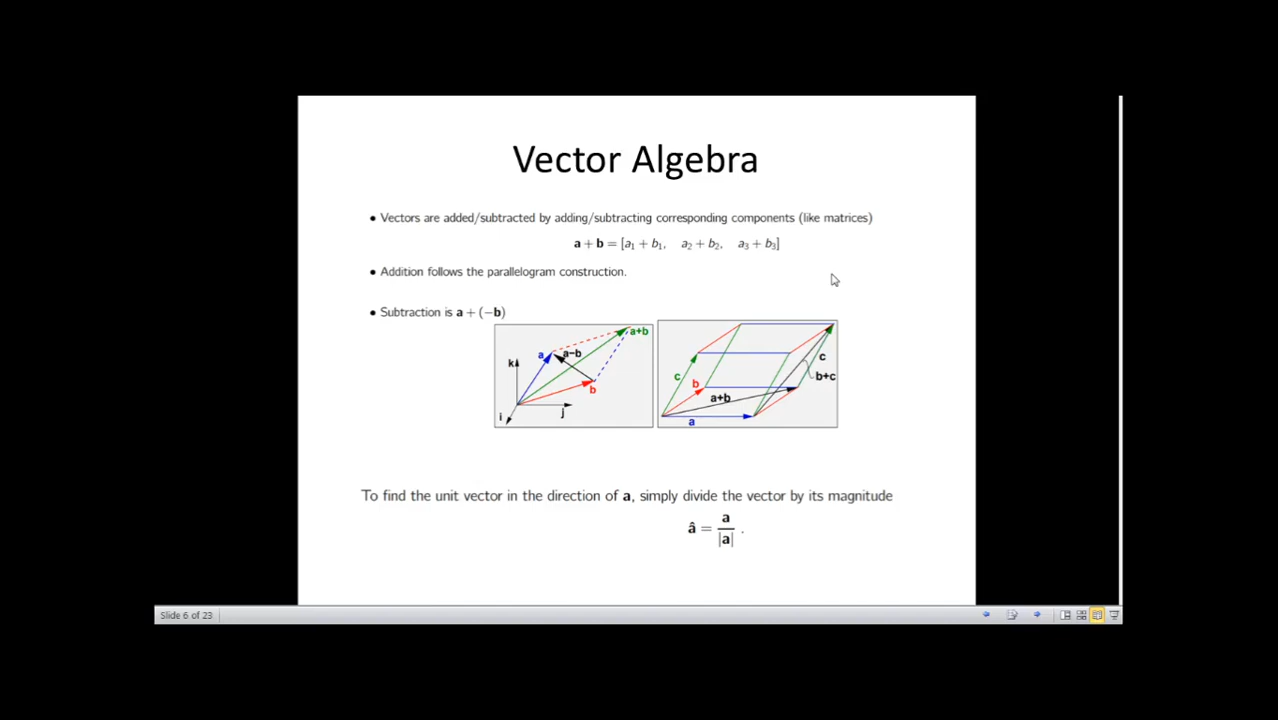 Vector Algebra
• Vectors are added/subtracted by adding/subtracting corresponding components (like matrices)
a + b = [a₁ + b₁, a₂ + b₂, a₃ + b₃]
• Addition follows the parallelogram construction.
• Subtraction is a + (−b)
a+b
a
a−b
k
b
j
i
c
c
b
b+c
a+b
a
To find the unit vector in the direction of a, simply divide the vector by its magnitude
â = a / |a| .
Slide 6 of 23